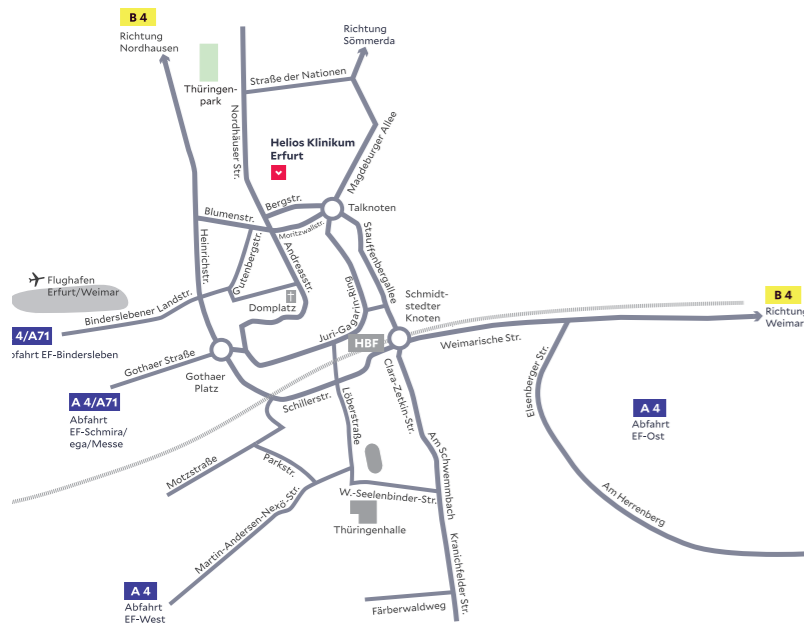 B 4
Richtung
Nordhausen
Richtung
Sömmerda
Straße der Nationen
Thüringen-
park
Nordhäuser Str.
Magdeburger Allee
Helios Klinikum
Erfurt
Bergstr.
Talknoten
Blumenstr.
Moritzwallstr.
Heinrichstr.
Gutenbergstr.
Andreasstr.
Stauffenbergallee
Flughafen
Erfurt/Weimar
Bindersleben­er Landstr.
Domplatz
Juri-Gagarin-Ring
Schmidt-
stedter
Knoten
B 4
Richtung
Weimar
4/A71
bfahrt EF-Bindersleben
HBF
Weimarische Str.
Gothaer Straße
Gothaer
Platz
A 4/A71
Abfahrt
EF-Schmira/
ega/Messe
Schillerstr.
Löberstraße
Clara-Zetkin-Str.
Eisenberger Str.
A 4
Abfahrt
EF-Ost
Motzstraße
Parkstr.
Am Schwemmbach
W.-Seelenbinder-Str.
Martin-Andersen-Nexö-Str.
Thüringenhalle
Am Herrenberg
Kranichfelder Str.
A 4
Abfahrt
EF-West
Färberwaldweg